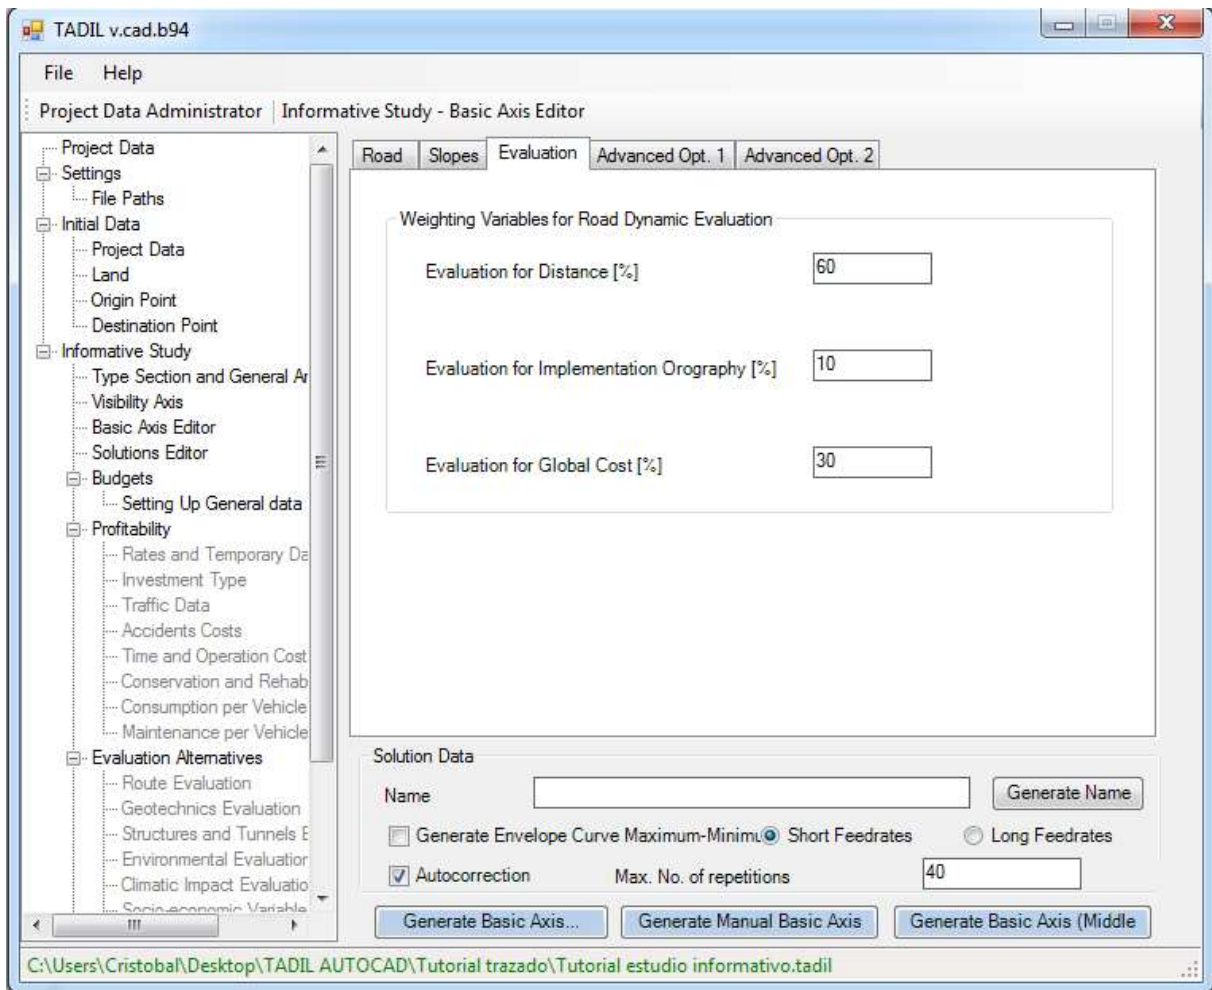 TADIL v.cad.b94
File Help
Project Data Administrator Informative Study - Basic Axis Editor
Project Data
Settings
File Paths
Initial Data
Project Data
Land
Origin Point
Destination Point
Informative Study
Type Section and General Ar
Visibility Axis
Basic Axis Editor
Solutions Editor
Budgets
Setting Up General data
Profitability
Rates and Temporary Da
Investment Type
Traffic Data
Accidents Costs
Time and Operation Cost
Conservation and Rehab
Consumption per Vehicle
Maintenance per Vehicle
Evaluation Alternatives
Route Evaluation
Geotechnics Evaluation
Structures and Tunnels E
Environmental Evaluation
Climatic Impact Evaluatio
Socio-economic Variable
Road Slopes Evaluation Advanced Opt. 1 Advanced Opt. 2
Weighting Variables for Road Dynamic Evaluation
Evaluation for Distance [%] 60
Evaluation for Implementation Orography [%] 10
Evaluation for Global Cost [%] 30
Solution Data
Name Generate Name
Generate Envelope Curve Maximum-Minimu Short Feedrates Long Feedrates
Autocorrection Max. No. of repetitions 40
Generate Basic Axis... Generate Manual Basic Axis Generate Basic Axis (Middle
C:\Users\Cristobal\Desktop\TADIL AUTOCAD\Tutorial trazado\Tutorial estudio informativo.tadil